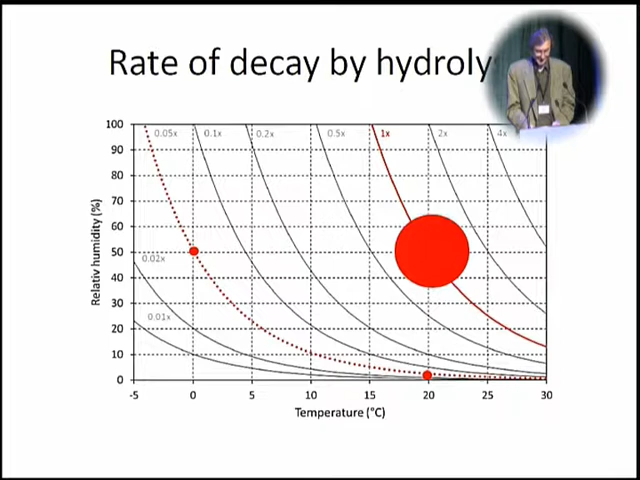 Rate of decay by hydroly
100
90
80
70
60
50
40
30
20
10
0
Relativ humidity (%)
0.05x 0.1x 0.2x 0.5x 1x 2x 4x
0.02x
0.01x
-5 0 5 10 15 20 25 30
Temperature (°C)